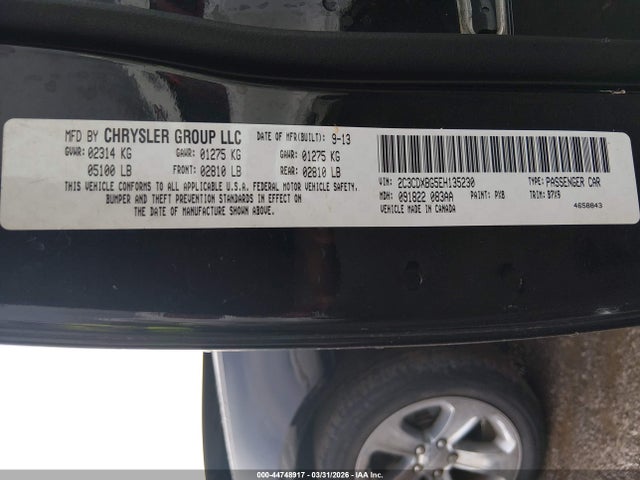 MFD BY CHRYSLER GROUP LLC DATE OF MFR(BUILT): 9-13
GVWR: 02314 KG GAWR: 01275 KG GAWR: 01275 KG
05100 LB FRONT: 02810 LB REAR: 02810 LB
THIS VEHICLE CONFORMS TO ALL APPLICABLE U.S.A. FEDERAL MOTOR VEHICLE SAFETY,
BUMPER AND THEFT PREVENTION STANDARDS IN EFFECT ON
THE DATE OF MANUFACTURE SHOWN ABOVE.
VIN: 2C3CDXBG5EH135230 TYPE: PASSENGER CAR
MDH: 091822 083AA PAINT: PX8 TRIM: B7X9
VEHICLE MADE IN CANADA 4658843
000-44748917 - 03/31/2026 - IAA Inc.